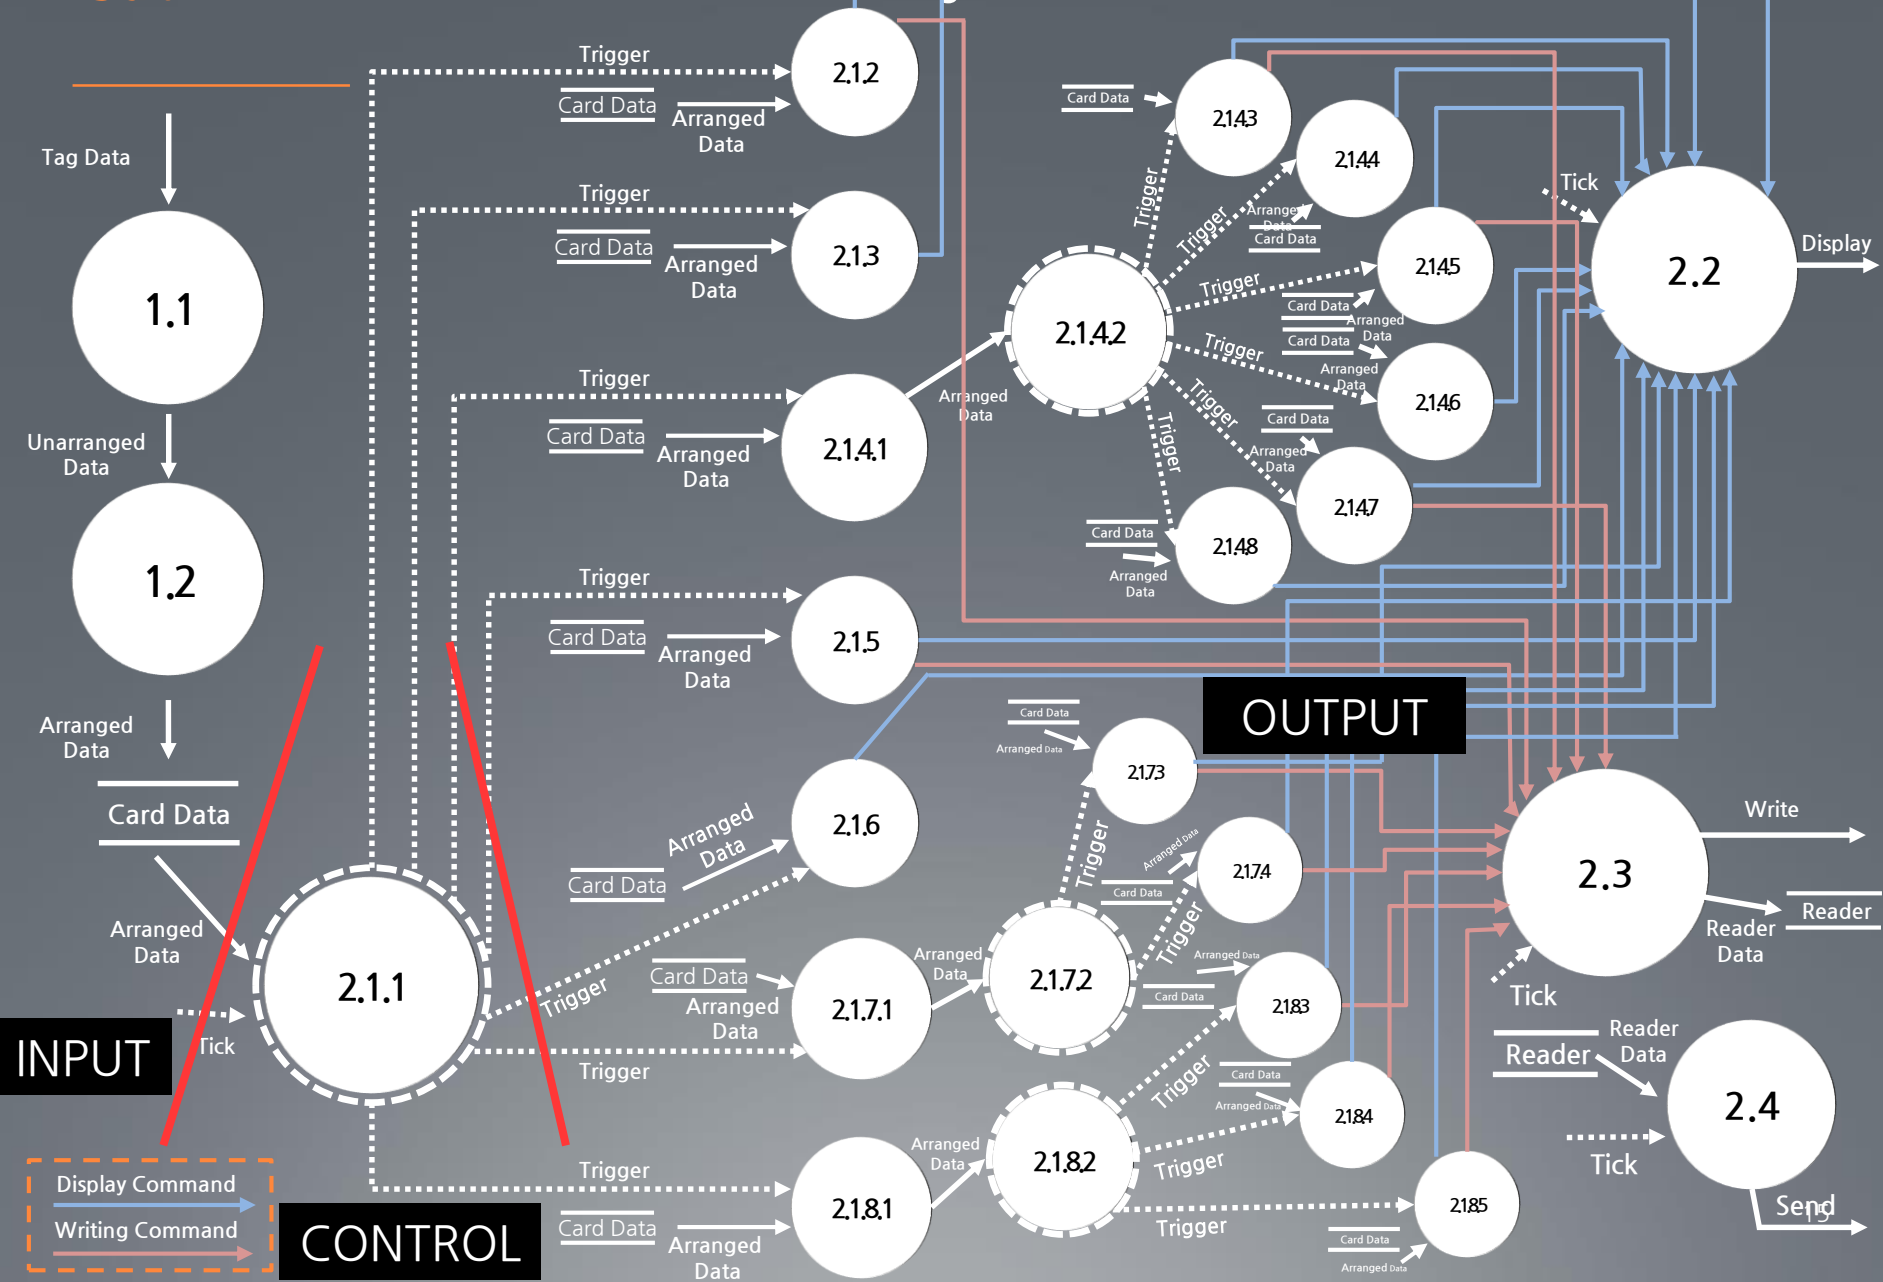 Tag Data
1.1
Unarranged
Data
1.2
Arranged
Data
Card Data
Arranged
Data
Tick
2.1.1
INPUT
CONTROL
OUTPUT
Display Command
Writing Command
Trigger
Card Data
Arranged
Data
2.1.2
Trigger
Card Data
Arranged
Data
2.1.3
Trigger
Card Data
Arranged
Data
2.1.4.1
Arranged
Data
Trigger
Card Data
Arranged
Data
2.1.5
Arranged
Data
Card Data
Trigger
2.1.6
Card Data
Arranged
Data
Trigger
2.1.7.1
Arranged
Data
Trigger
Card Data
Arranged
Data
2.1.8.1
Arranged
Data
2.1.4.2
Trigger
Card Data
2.1.4.3
Trigger
Arranged
Data
Card Data
2.1.4.4
Trigger
Card Data
Arranged
Data
2.1.4.5
Trigger
Card Data
Arranged
Data
2.1.4.6
Trigger
Card Data
Arranged
Data
2.1.4.7
Trigger
Card Data
Arranged
Data
2.1.4.8
2.1.7.2
Trigger
Card Data
Arranged Data
2.1.7.3
Trigger
Arranged Data
Card Data
2.1.7.4
2.1.8.2
Trigger
Arranged Data
Card Data
2.1.8.3
Trigger
Card Data
Arranged Data
2.1.8.4
Trigger
Card Data
Arranged Data
2.1.8.5
Tick
2.2
Display
2.3
Write
Reader
Data
Reader
Tick
Reader
Reader
Data
Tick
2.4
Send
15